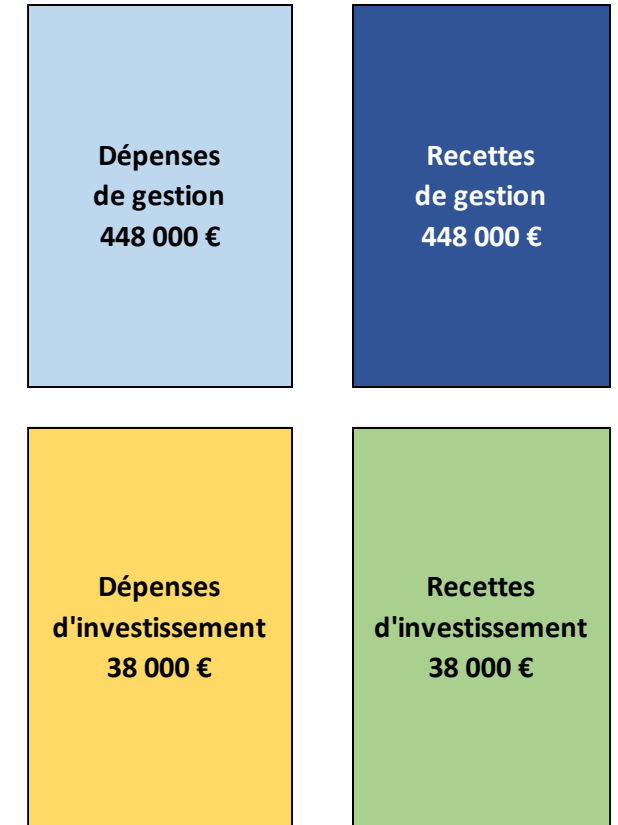 Dépenses
de gestion
448 000 €
Recettes
de gestion
448 000 €
Dépenses
d'investissement
38 000 €
Recettes
d'investissement
38 000 €